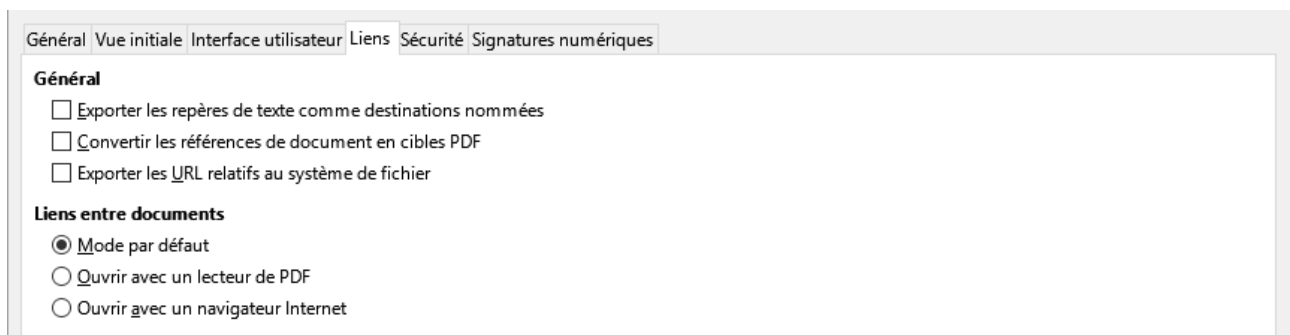 Général Vue initiale Interface utilisateur Liens Sécurité Signatures numériques
Général
Exporter les repères de texte comme destinations nommées
Convertir les références de document en cibles PDF
Exporter les URL relatifs au système de fichier
Liens entre documents
Mode par défaut
Ouvrir avec un lecteur de PDF
Ouvrir avec un navigateur Internet